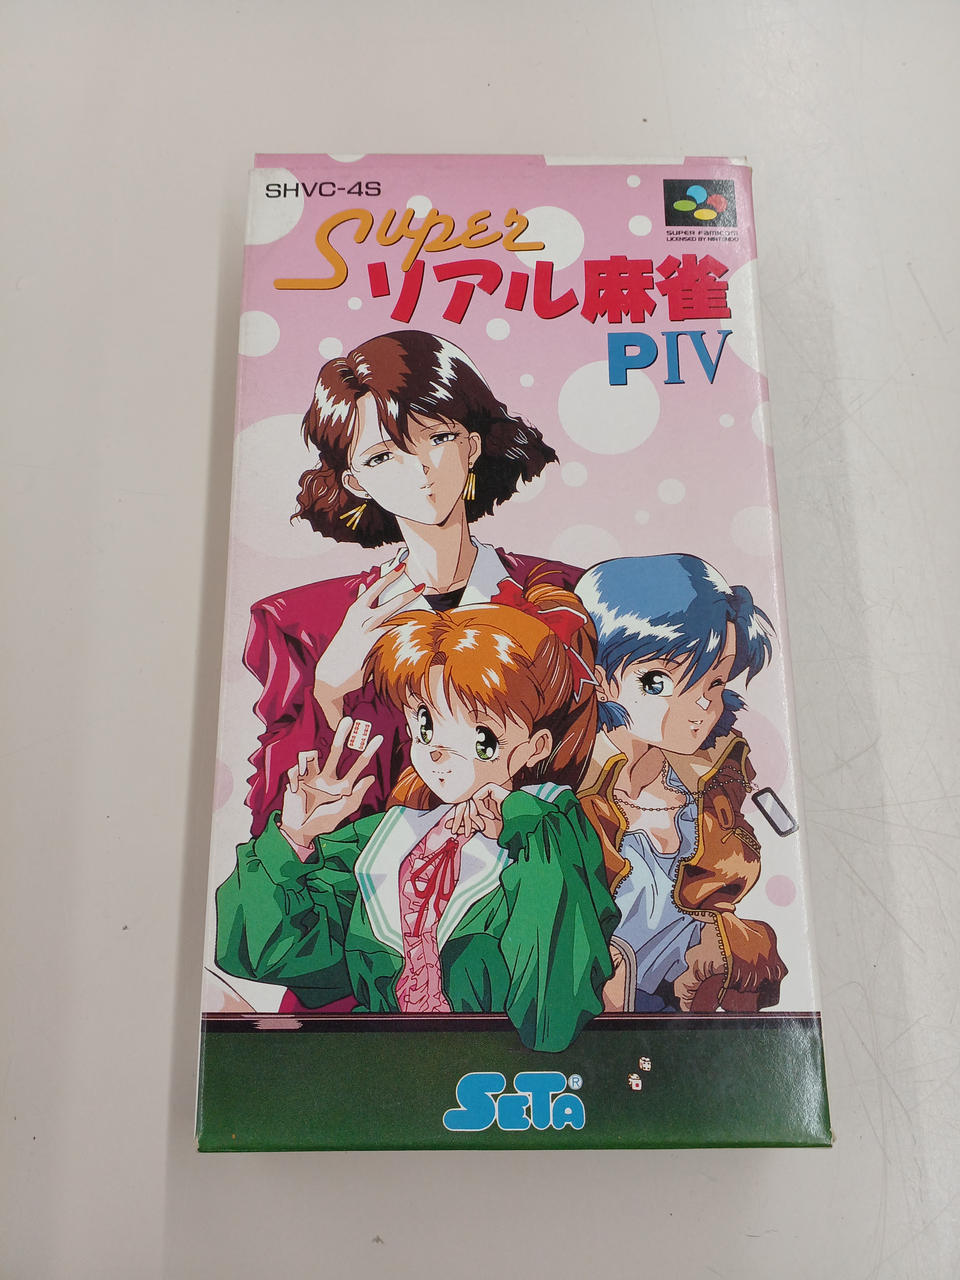 SHVC-4S
SUPER FAMICOM
LICENSED BY NINTENDO
Super
リアル麻雀
PIV
SETA®